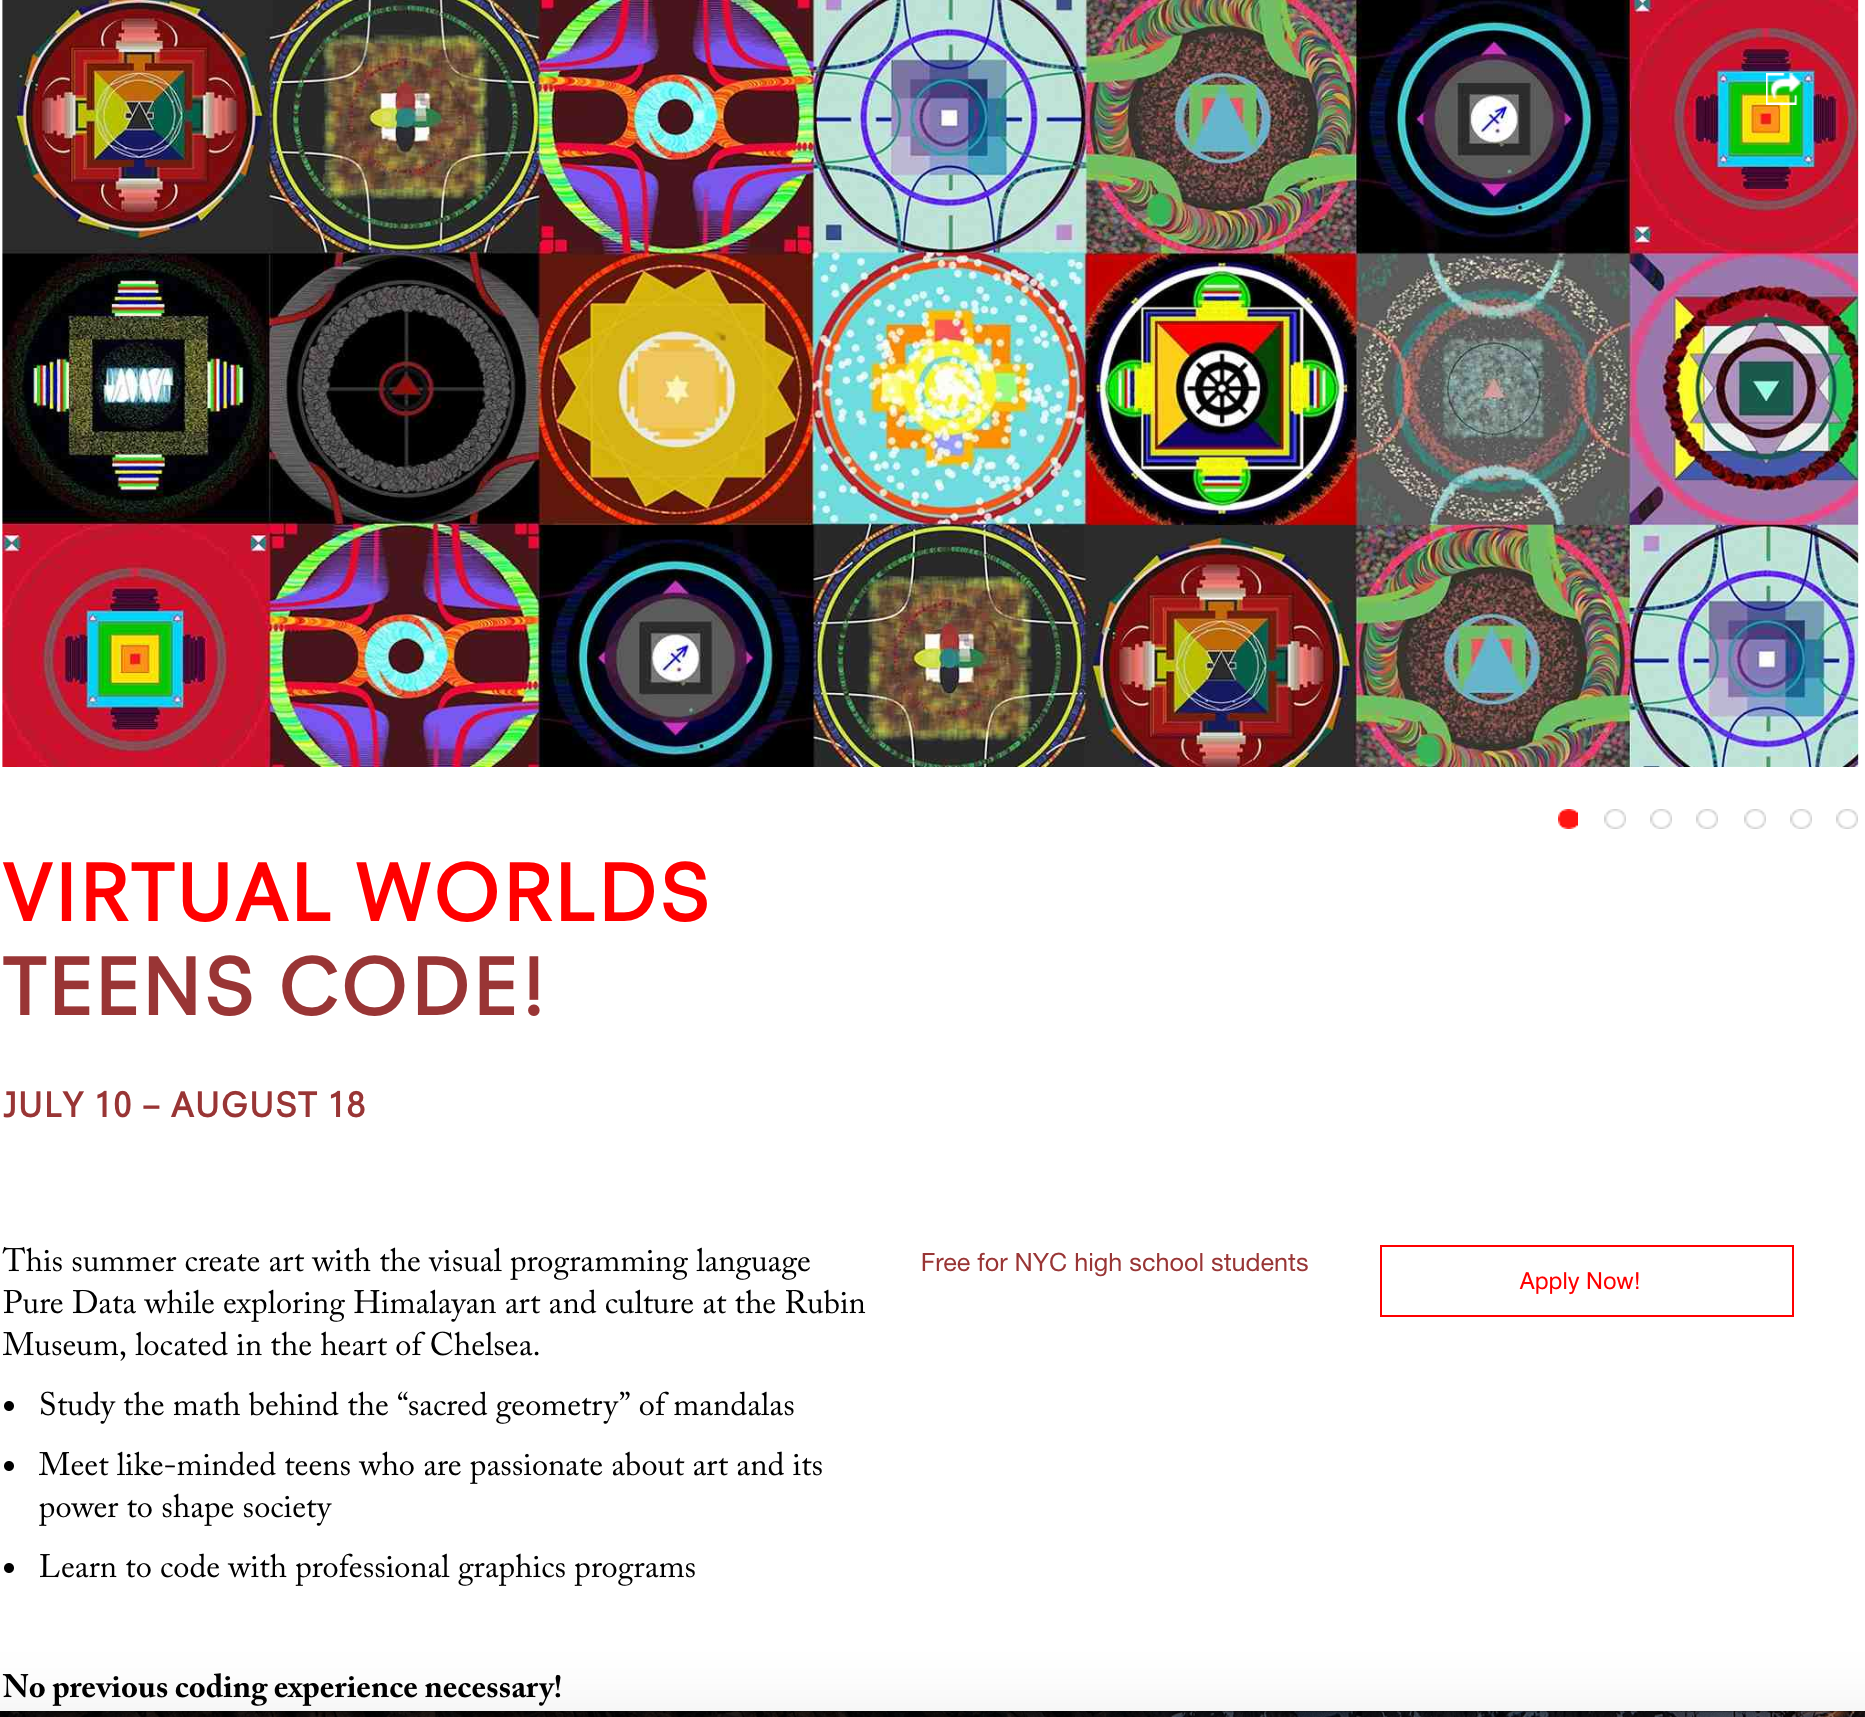 VIRTUAL WORLDS
TEENS CODE!
JULY 10 – AUGUST 18
This summer create art with the visual programming language
Pure Data while exploring Himalayan art and culture at the Rubin
Museum, located in the heart of Chelsea.
• Study the math behind the “sacred geometry” of mandalas
• Meet like-minded teens who are passionate about art and its
power to shape society
• Learn to code with professional graphics programs
No previous coding experience necessary!
Free for NYC high school students
Apply Now!